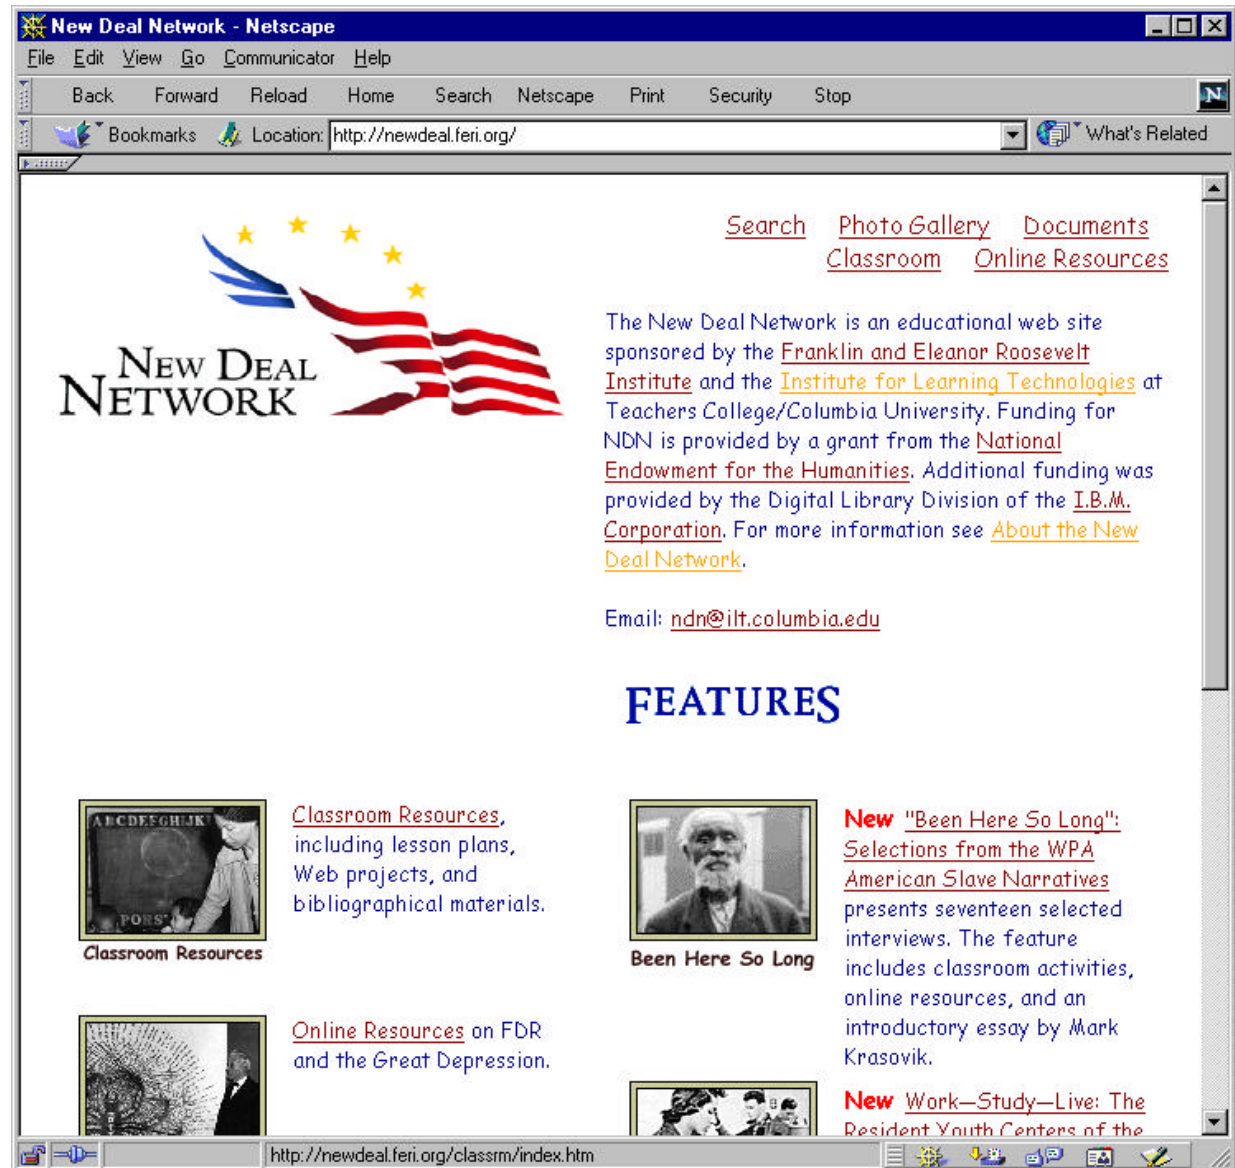 New Deal Network - Netscape
File Edit View Go Communicator Help
Back Forward Reload Home Search Netscape Print Security Stop
N
Bookmarks Location: http://newdeal.feri.org/ What's Related
Search Photo Gallery Documents
Classroom Online Resources
NEW DEAL
NETWORK
The New Deal Network is an educational web site
sponsored by the Franklin and Eleanor Roosevelt
Institute and the Institute for Learning Technologies at
Teachers College/Columbia University. Funding for
NDN is provided by a grant from the National
Endowment for the Humanities. Additional funding was
provided by the Digital Library Division of the I.B.M.
Corporation. For more information see About the New
Deal Network.
Email: ndn@ilt.columbia.edu
FEATURES
ABCDEFGHIJK
PORS
Classroom Resources
Classroom Resources,
including lesson plans,
Web projects, and
bibliographical materials.
Online Resources on FDR
and the Great Depression.
Been Here So Long
New "Been Here So Long":
Selections from the WPA
American Slave Narratives
presents seventeen selected
interviews. The feature
includes classroom activities,
online resources, and an
introductory essay by Mark
Krasovik.
New Work—Study—Live: The
Resident Youth Centers of the
http://newdeal.feri.org/classrm/index.htm